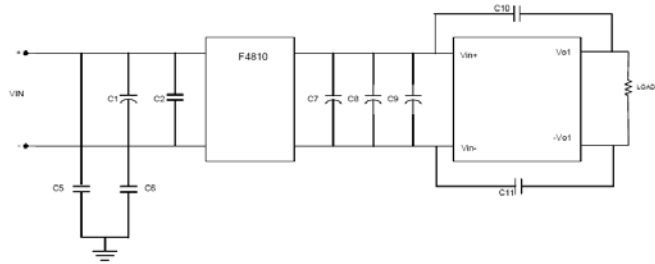 C10
+
F4810
Vin+
Vo1
VIN
C1
C2
C7
C8
C9
LOAD
-
Vin-
-Vo1
C5
C6
C11